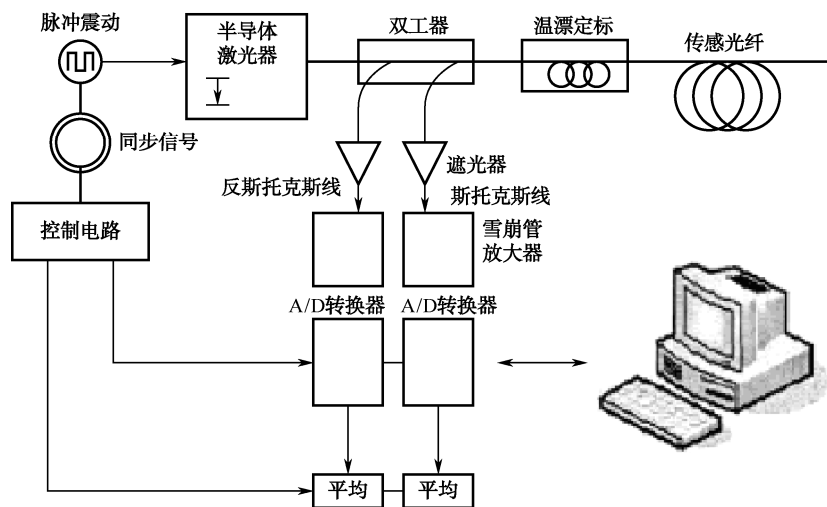 脉冲震动
半导体
激光器
双工器
温漂定标
传感光纤
同步信号
遮光器
反斯托克斯线
斯托克斯线
控制电路
雪崩管
放大器
A/D转换器
A/D转换器
平均
平均